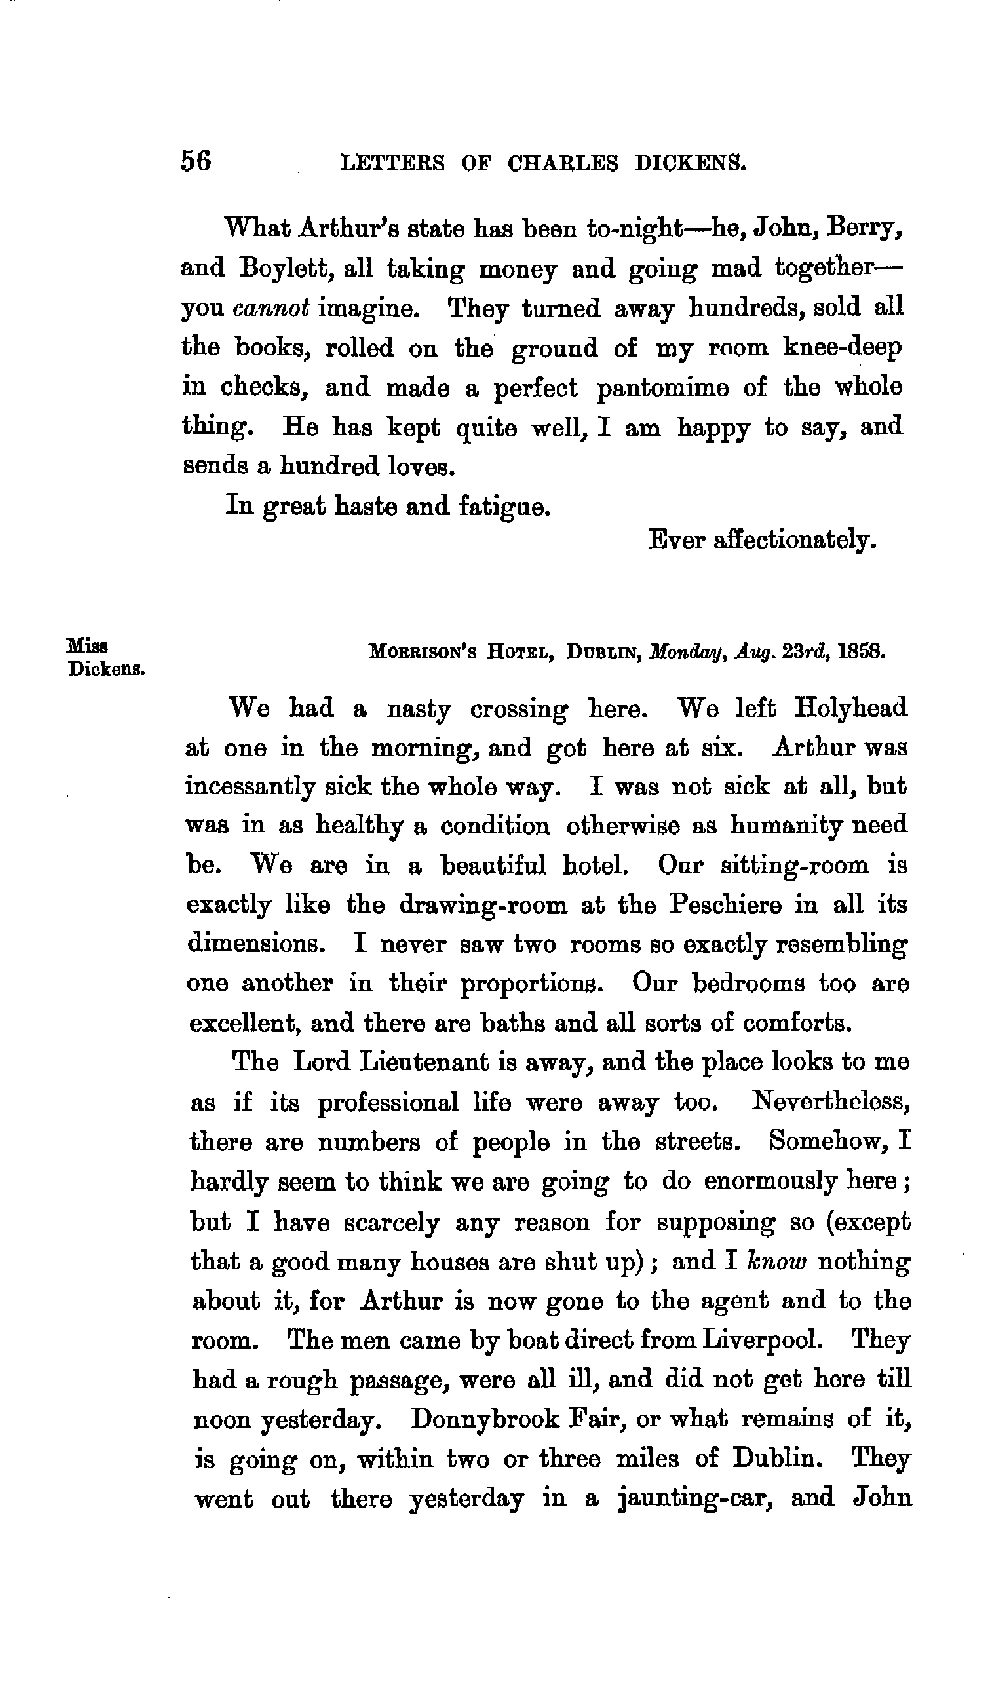 56 LETTERS OF CHARLES DICKENS.
What Arthur's state has been to-night—he, John, Berry,
and Boylett, all taking money and going mad together—
you cannot imagine. They turned away hundreds, sold all
the books, rolled on the ground of my room knee-deep
in checks, and made a perfect pantomime of the whole
thing. He has kept quite well, I am happy to say, and
sends a hundred loves.
In great haste and fatigue.
Ever affectionately.
Miss
Dickens.
MORRISON'S HOTEL, DUBLIN, Monday, Aug. 23rd, 1858.
We had a nasty crossing here. We left Holyhead
at one in the morning, and got here at six. Arthur was
incessantly sick the whole way. I was not sick at all, but
was in as healthy a condition otherwise as humanity need
be. We are in a beautiful hotel. Our sitting-room is
exactly like the drawing-room at the Peschiere in all its
dimensions. I never saw two rooms so exactly resembling
one another in their proportions. Our bedrooms too are
excellent, and there are baths and all sorts of comforts.
The Lord Lieutenant is away, and the place looks to me
as if its professional life were away too. Nevertheless,
there are numbers of people in the streets. Somehow, I
hardly seem to think we are going to do enormously here;
but I have scarcely any reason for supposing so (except
that a good many houses are shut up); and I know nothing
about it, for Arthur is now gone to the agent and to the
room. The men came by boat direct from Liverpool. They
had a rough passage, were all ill, and did not get here till
noon yesterday. Donnybrook Fair, or what remains of it,
is going on, within two or three miles of Dublin. They
went out there yesterday in a jaunting-car, and John